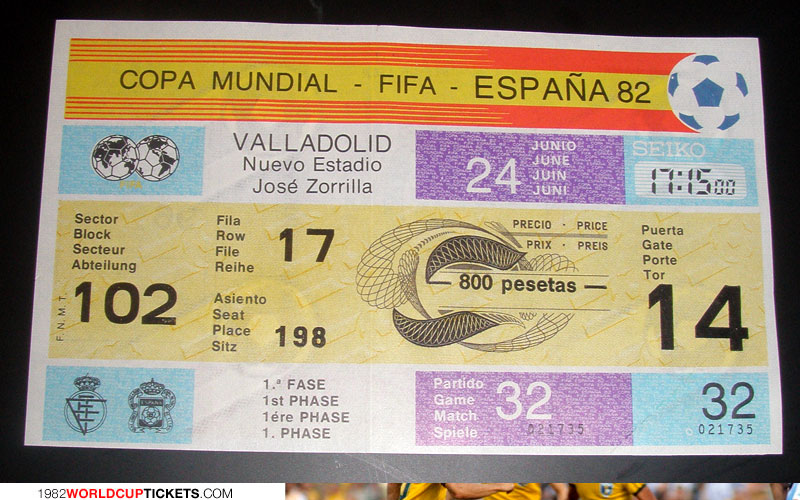 COPA MUNDIAL - FIFA - ESPAÑA 82
VALLADOLID
Nuevo Estadio
José Zorrilla
24
JUNIO
JUNE
JUIN
JUNI
SEIKO
17:15 00
FIFA
Sector
Block
Secteur
Abteilung
102
F.N.M.T.
Fila
Row
File
Reihe
17
Asiento
Seat
Place
Sitz
198
PRECIO · PRICE
PRIX · PREIS
— 800 pesetas —
Puerta
Gate
Porte
Tor
14
ESPAÑA
1.ª FASE
1st PHASE
1ére PHASE
1. PHASE
Partido
Game
Match
Spiele
32
021735
32
021735
1982WORLDCUPTICKETS.COM